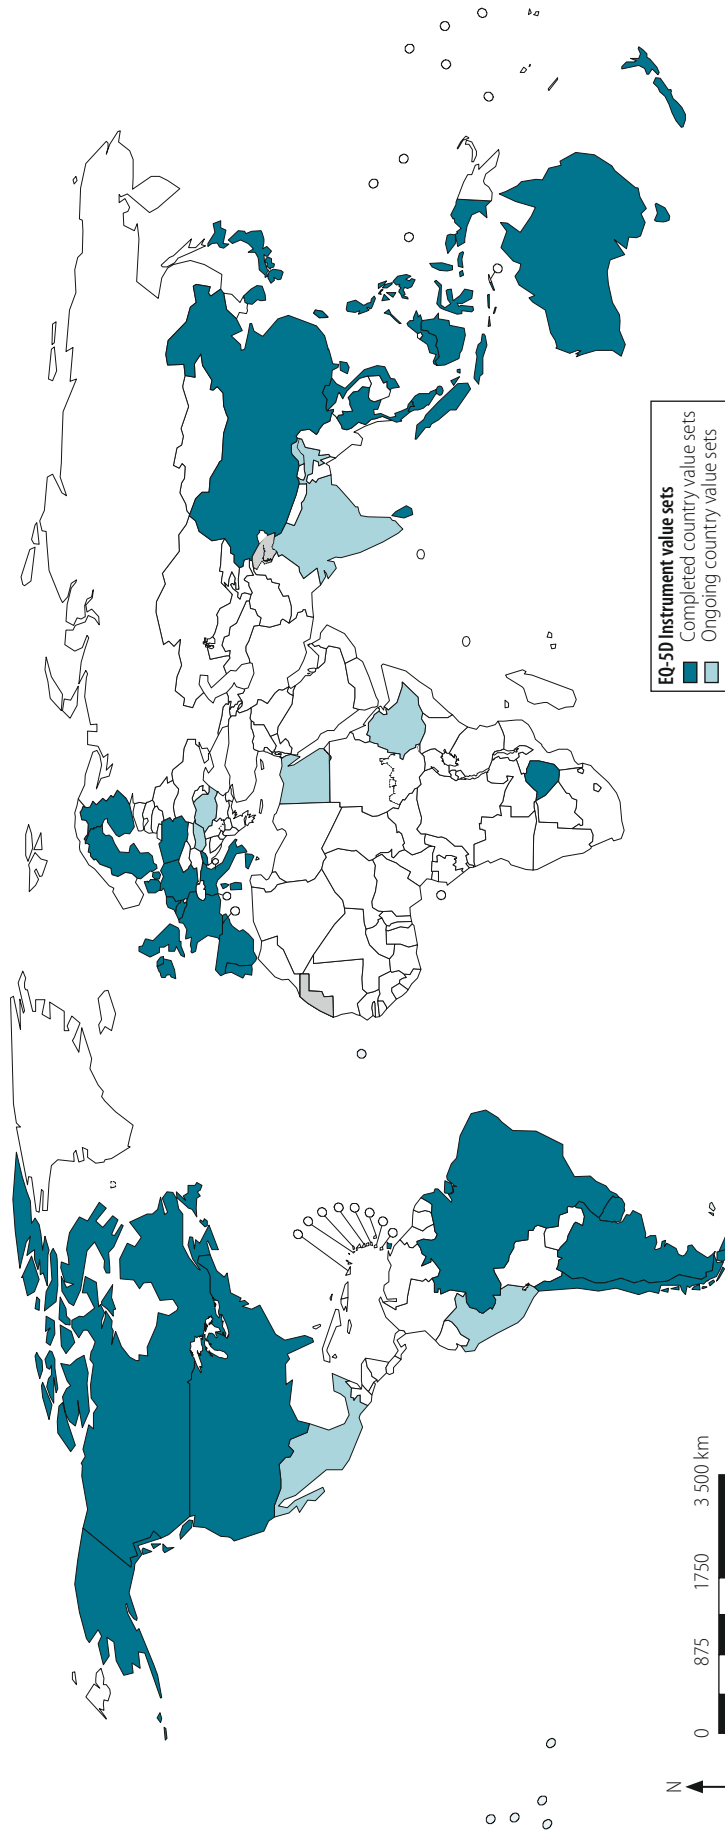 EQ-5D Instrument value sets
Completed country value sets
Ongoing country value sets
N
0 875 1750 3 500 km